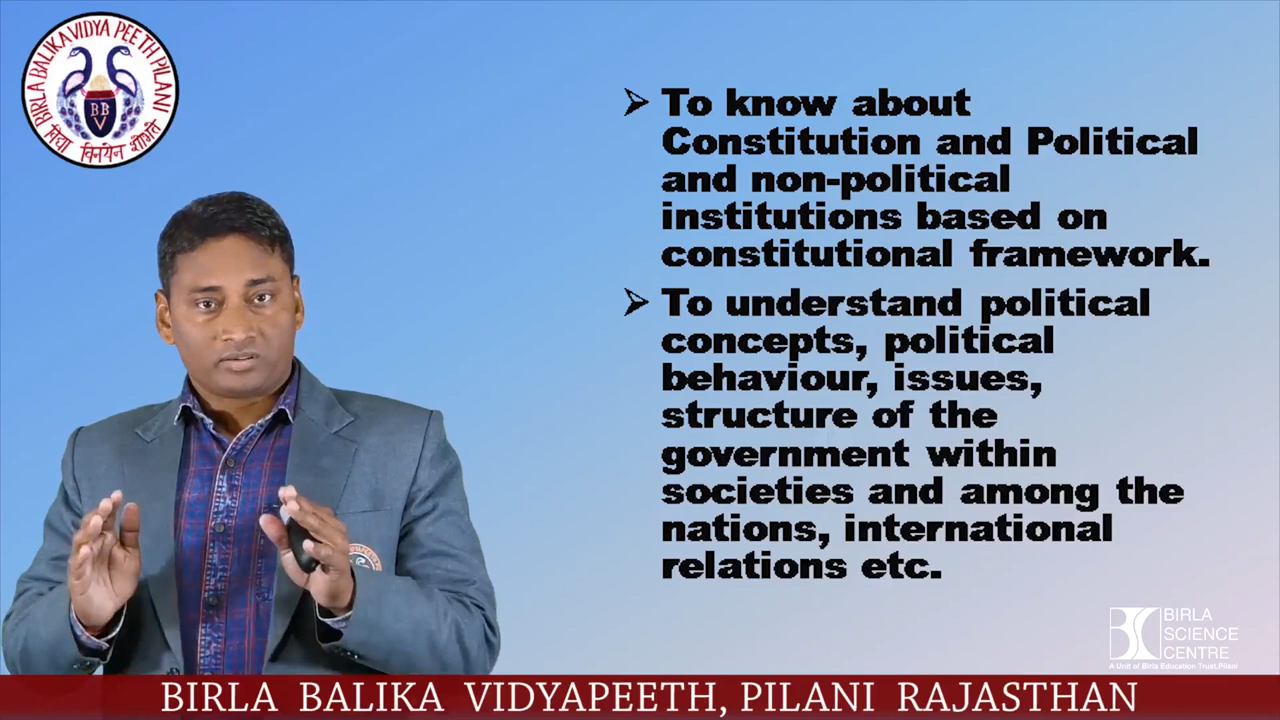 BIRLA BALIKA VIDYA PEETH PILANI
BBV
विद्या विनयेन शोभते
➢ To know about
Constitution and Political
and non-political
institutions based on
constitutional framework.
➢ To understand political
concepts, political
behaviour, issues,
structure of the
government within
societies and among the
nations, international
relations etc.
BIRLA
SCIENCE
CENTRE
A Unit of Birla Education Trust,Pilani
BIRLA BALIKA VIDYAPEETH, PILANI RAJASTHAN